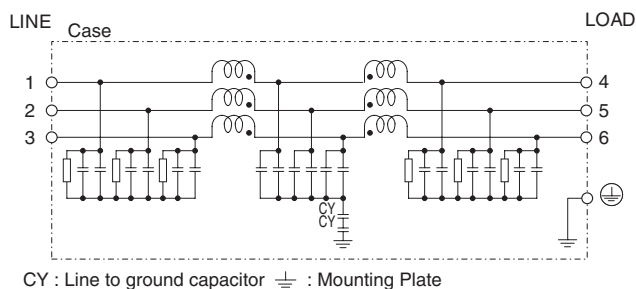 LINE
LOAD
Case
1
4
2
5
3
6
CY
CY
CY : Line to ground capacitor : Mounting Plate